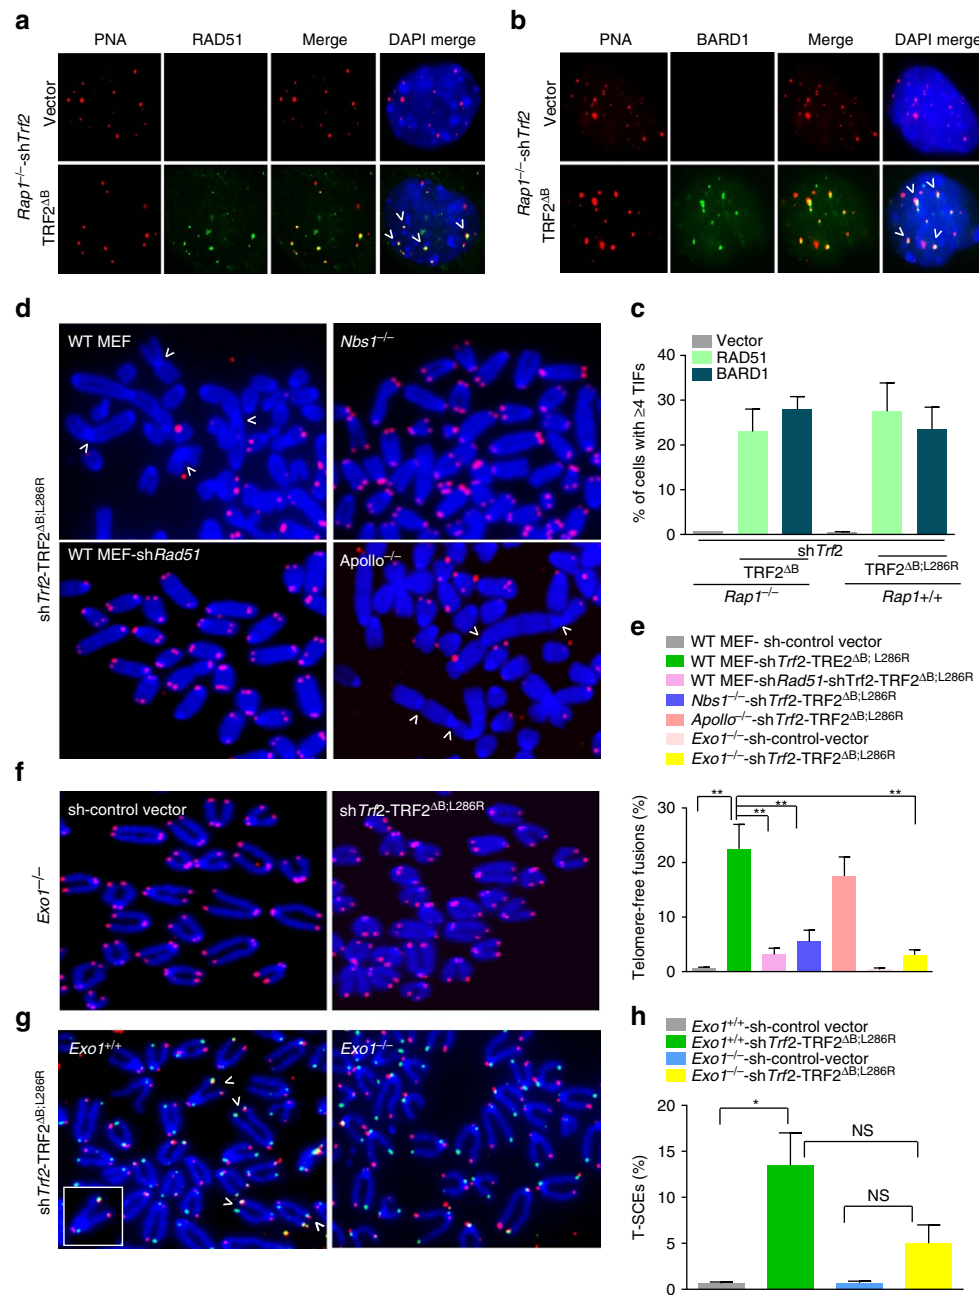 a
PNA RAD51 Merge DAPI merge
Rap1–/–-shTrf2
Vector
TRF2ΔB
b
PNA BARD1 Merge DAPI merge
Rap1–/–-shTrf2
Vector
TRF2ΔB
c
Vector
RAD51
BARD1
% of cells with ≥4 TIFs
40
30
20
10
0
shTrf2
TRF2ΔB TRF2ΔB;L286R
Rap1–/– Rap1+/+
d
shTrf2-TRF2ΔB;L286R
WT MEF
Nbs1–/–
WT MEF-shRad51
Apollo–/–
e
WT MEF- sh-control vector
WT MEF-shTrf2-TRE2ΔB; L286R
WT MEF-shRad51-shTrf2-TRF2ΔB;L286R
Nbs1–/–-shTrf2-TRF2ΔB;L286R
Apollo–/–-shTrf2-TRF2ΔB;L286R
Exo1–/–-sh-control-vector
Exo1–/–-shTrf2-TRF2ΔB;L286R
Telomere-free fusions (%)
30
20
10
0
** ** ** **
f
Exo1–/–
sh-control vector
shTrf2-TRF2ΔB;L286R
g
shTrf2-TRF2ΔB;L286R
Exo1+/+
Exo1–/–
h
Exo1+/+-sh-control vector
Exo1+/+-shTrf2-TRF2ΔB;L286R
Exo1–/–-sh-control-vector
Exo1–/–-shTrf2-TRF2ΔB;L286R
T-SCEs (%)
20
15
10
5
0
*
NS
NS